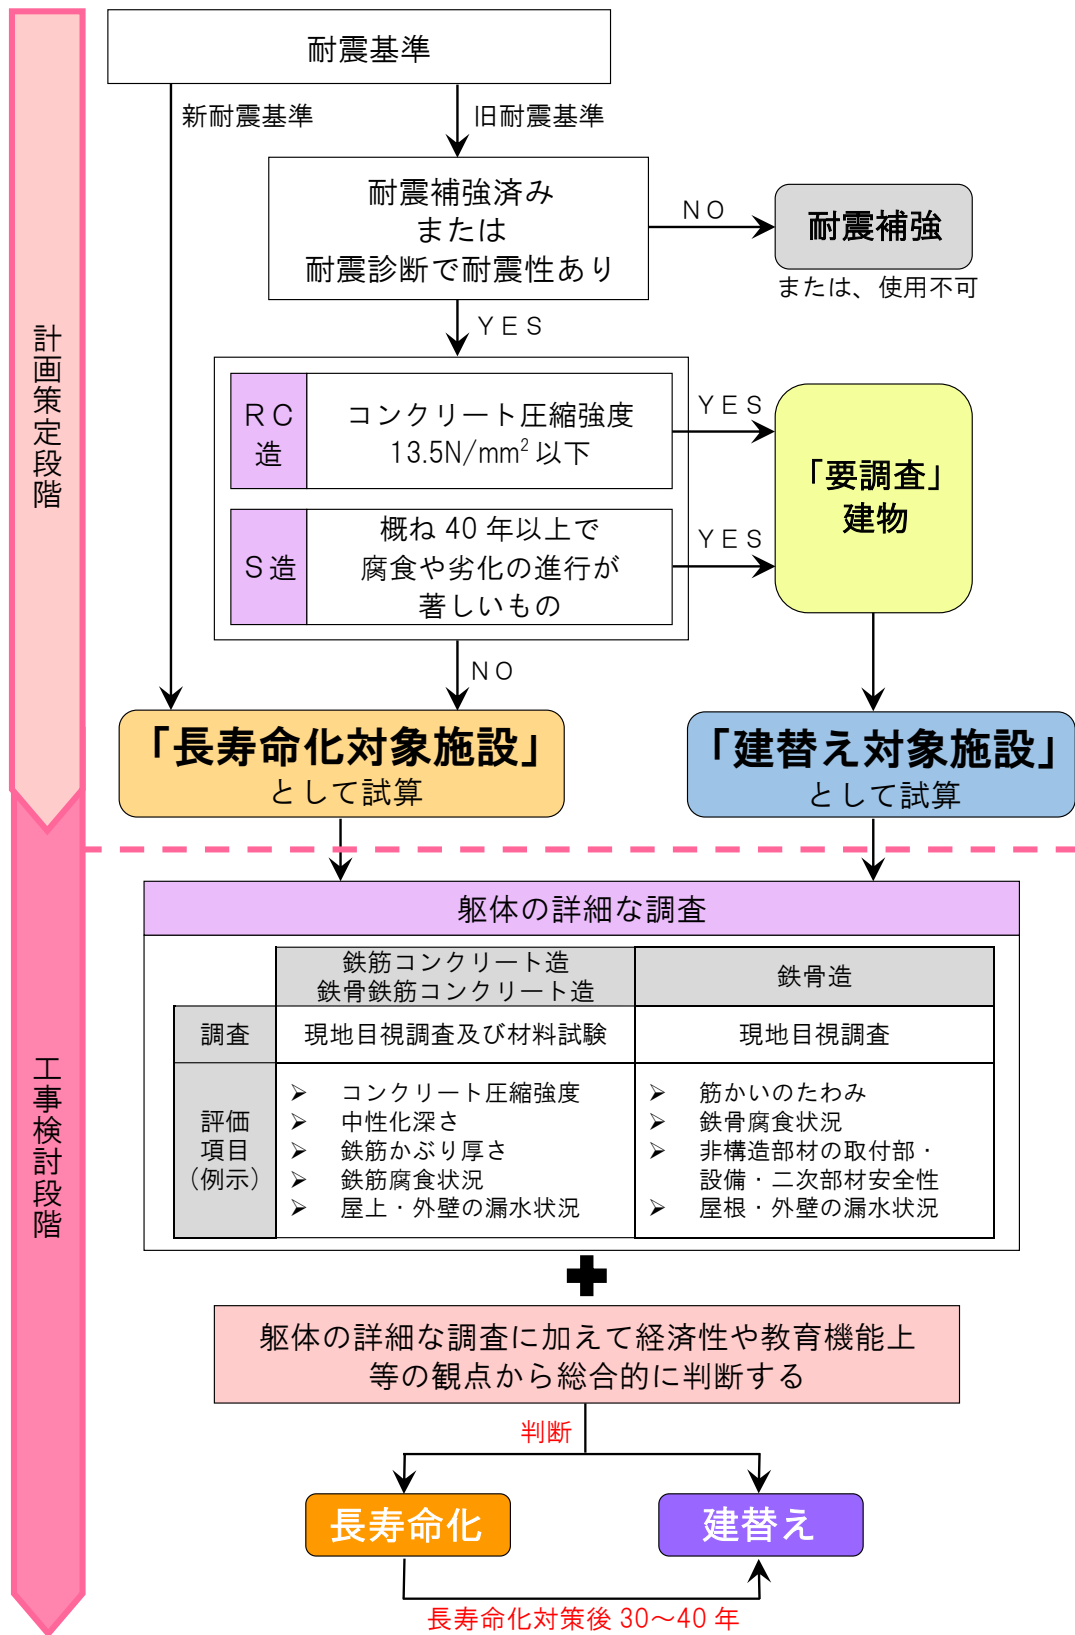 耐震基準
新耐震基準
旧耐震基準
耐震補強済み
または
耐震診断で耐震性あり
ＮＯ
耐震補強
または、使用不可
ＹＥＳ
計画策定段階
ＲＣ
造
コンクリート圧縮強度
13.5N/mm²以下
ＹＥＳ
「要調査」
建物
Ｓ造
概ね 40 年以上で
腐食や劣化の進行が
著しいもの
ＹＥＳ
ＮＯ
「長寿命化対象施設」
として試算
「建替え対象施設」
として試算
工事検討段階
躯体の詳細な調査
鉄筋コンクリート造
鉄骨鉄筋コンクリート造
鉄骨造
調査
現地目視調査及び材料試験
現地目視調査
評価
項目
（例示）
➢ コンクリート圧縮強度
➢ 中性化深さ
➢ 鉄筋かぶり厚さ
➢ 鉄筋腐食状況
➢ 屋上・外壁の漏水状況
➢ 筋かいのたわみ
➢ 鉄骨腐食状況
➢ 非構造部材の取付部・
設備・二次部材安全性
➢ 屋根・外壁の漏水状況
躯体の詳細な調査に加えて経済性や教育機能上
等の観点から総合的に判断する
判断
長寿命化
建替え
長寿命化対策後 30～40 年